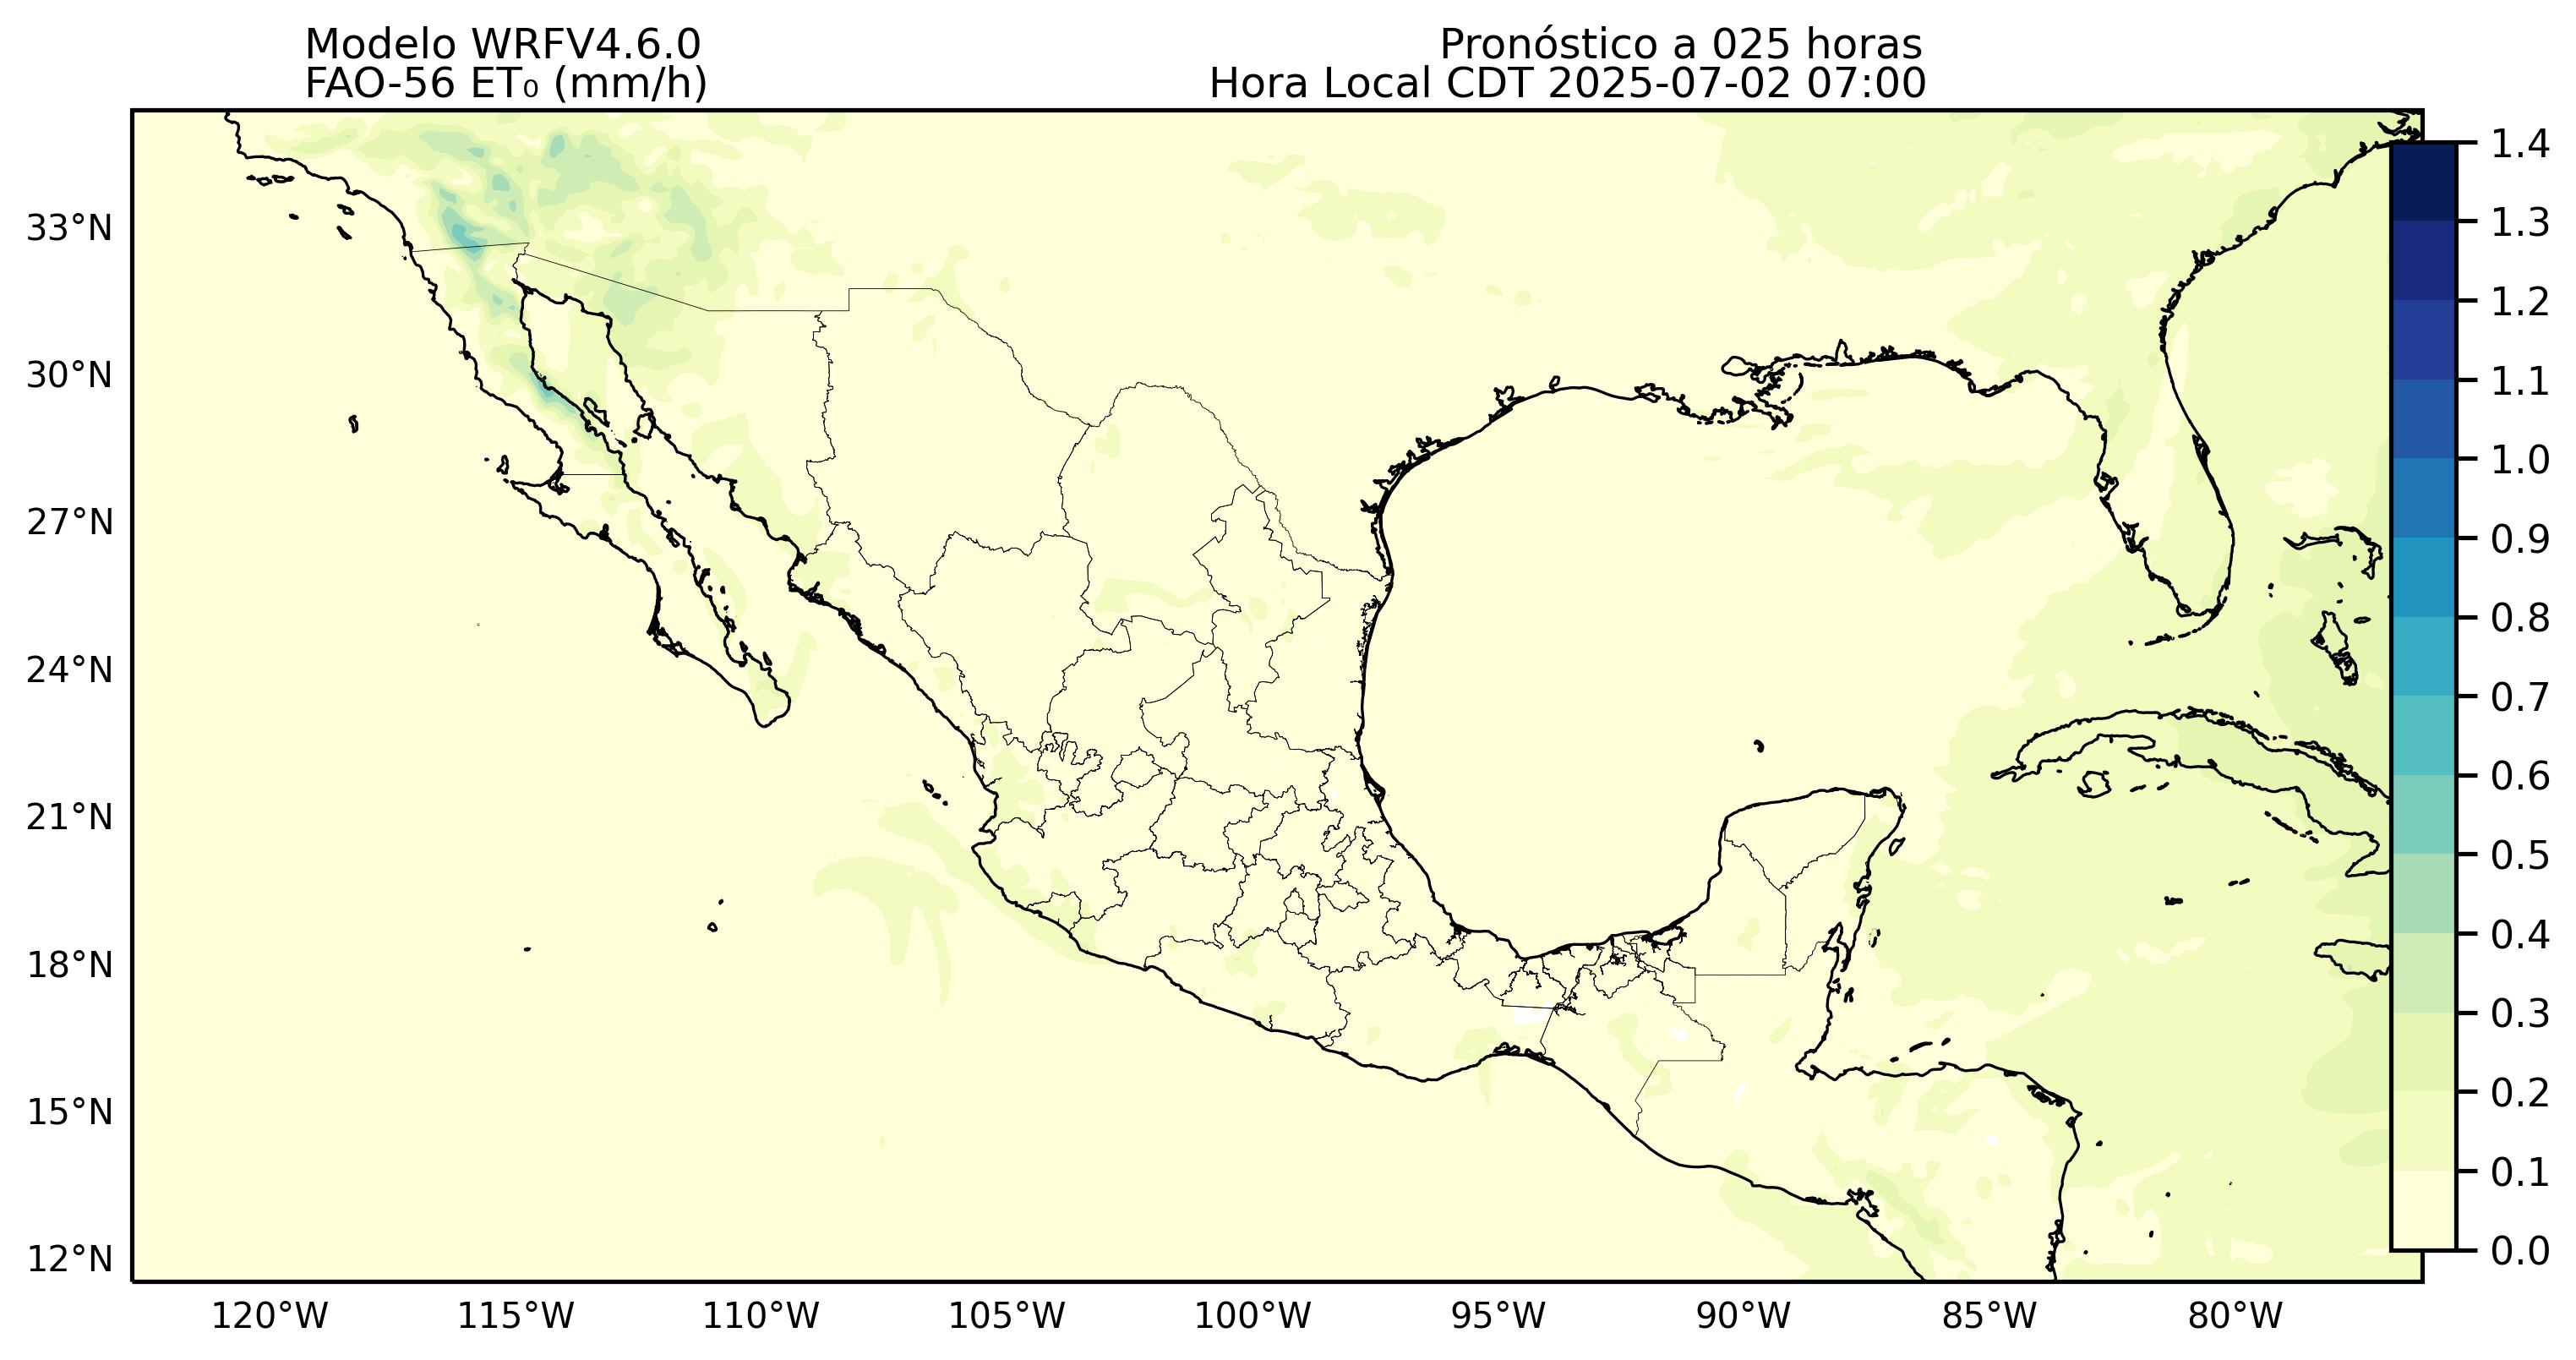 Modelo WRFV4.6.0
FAO-56 ET₀ (mm/h)
Pronóstico a 025 horas
Hora Local CDT 2025-07-02 07:00
33°N
30°N
27°N
24°N
21°N
18°N
15°N
12°N
120°W
115°W
110°W
105°W
100°W
95°W
90°W
85°W
80°W
1.4
1.3
1.2
1.1
1.0
0.9
0.8
0.7
0.6
0.5
0.4
0.3
0.2
0.1
0.0